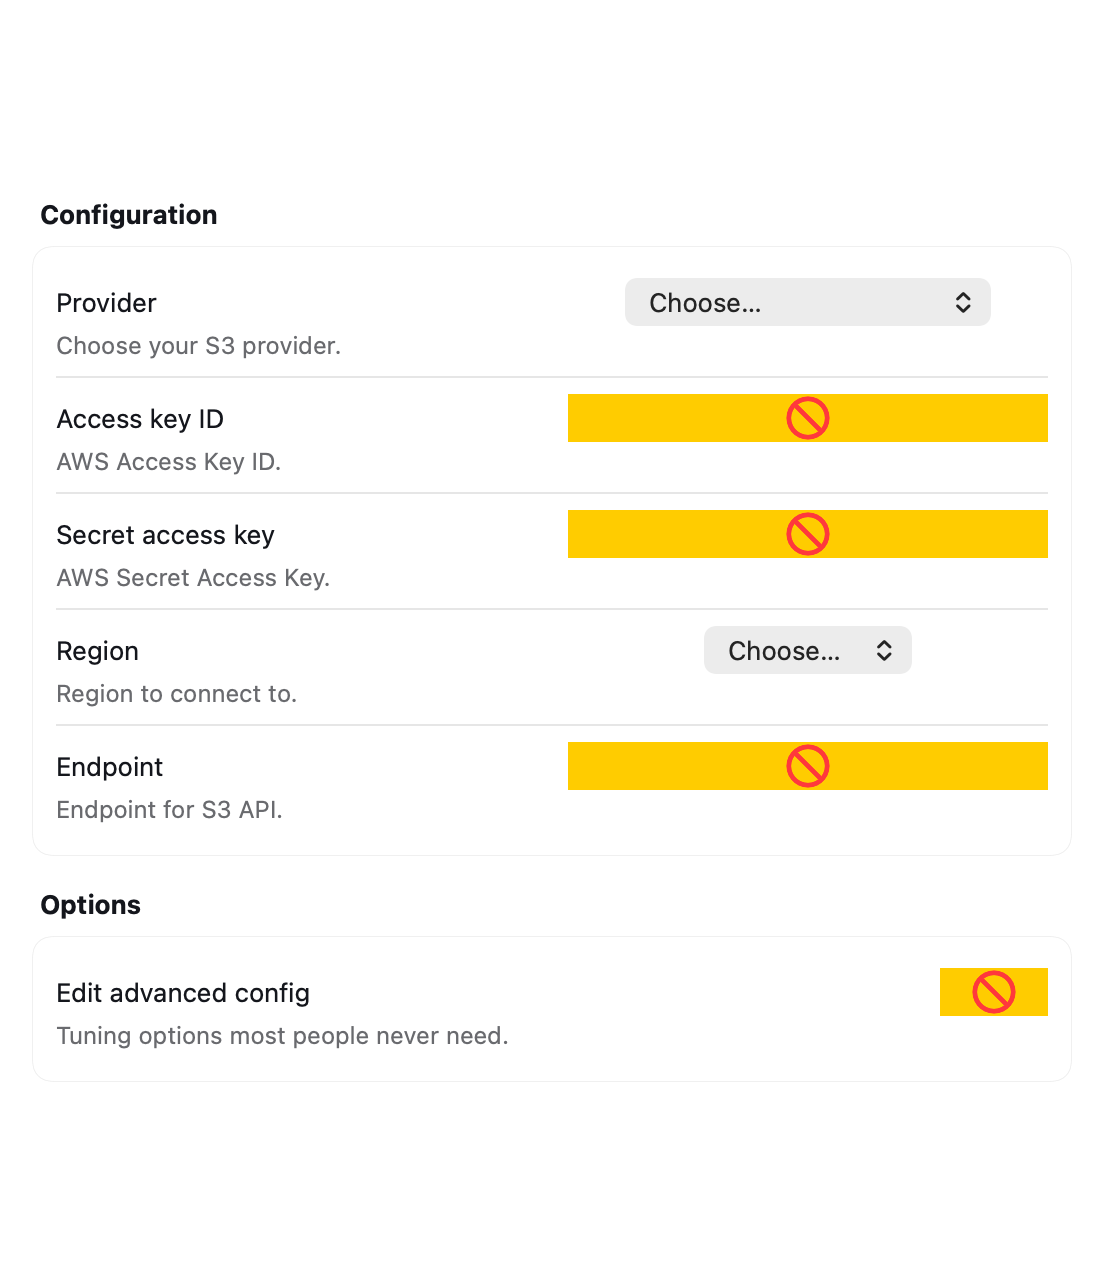 Configuration
Provider
Choose...
Choose your S3 provider.
Access key ID
AWS Access Key ID.
Secret access key
AWS Secret Access Key.
Region
Choose...
Region to connect to.
Endpoint
Endpoint for S3 API.
Options
Edit advanced config
Tuning options most people never need.